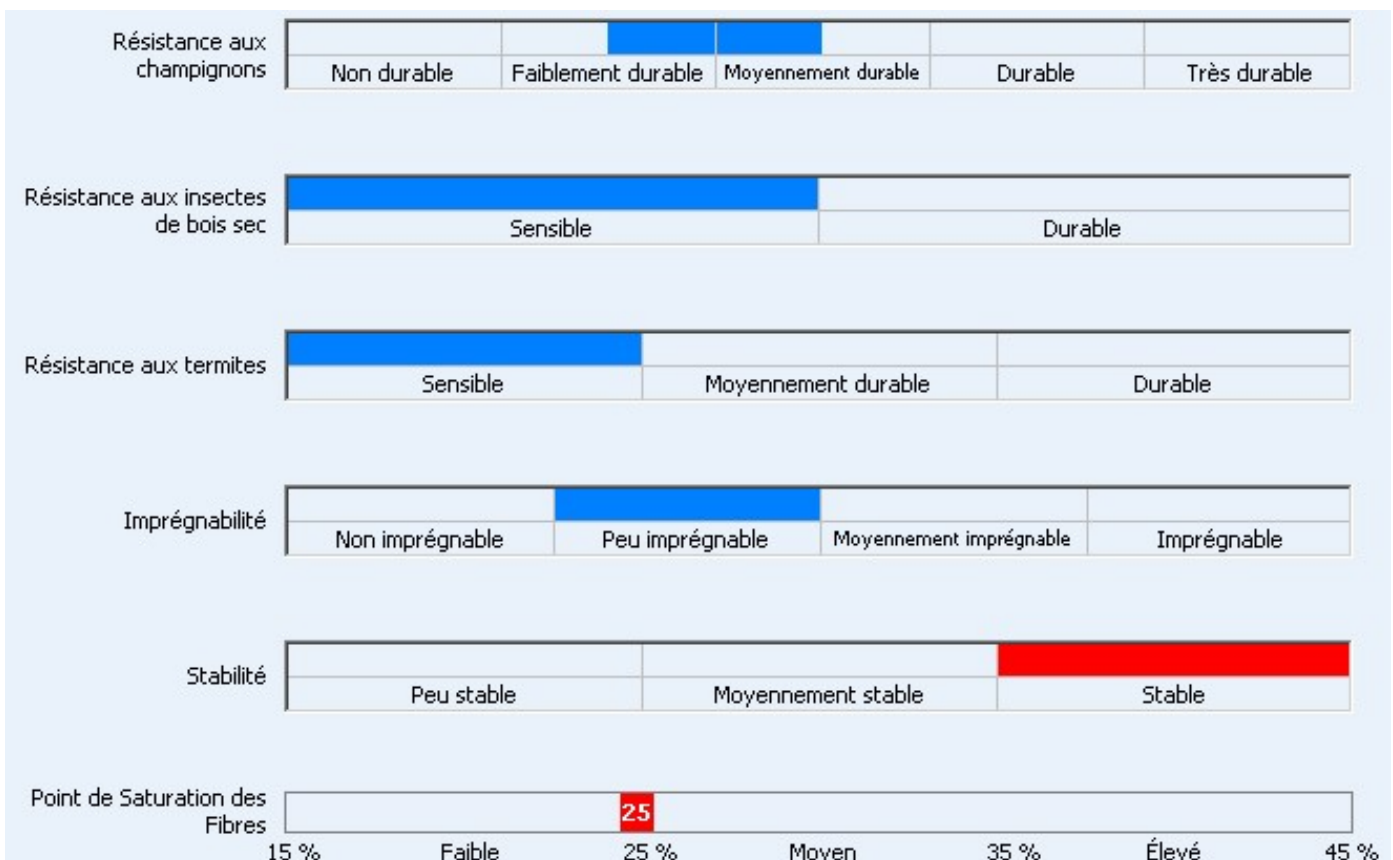 Résistance aux
champignons
Non durable Faiblement durable Moyennement durable Durable Très durable
Résistance aux insectes
de bois sec
Sensible Durable
Résistance aux termites
Sensible Moyennement durable Durable
Imprégnabilité
Non imprégnable Peu imprégnable Moyennement imprégnable Imprégnable
Stabilité
Peu stable Moyennement stable Stable
Point de Saturation des
Fibres
25
15 % Faible 25 % Moyen 35 % Élevé 45 %